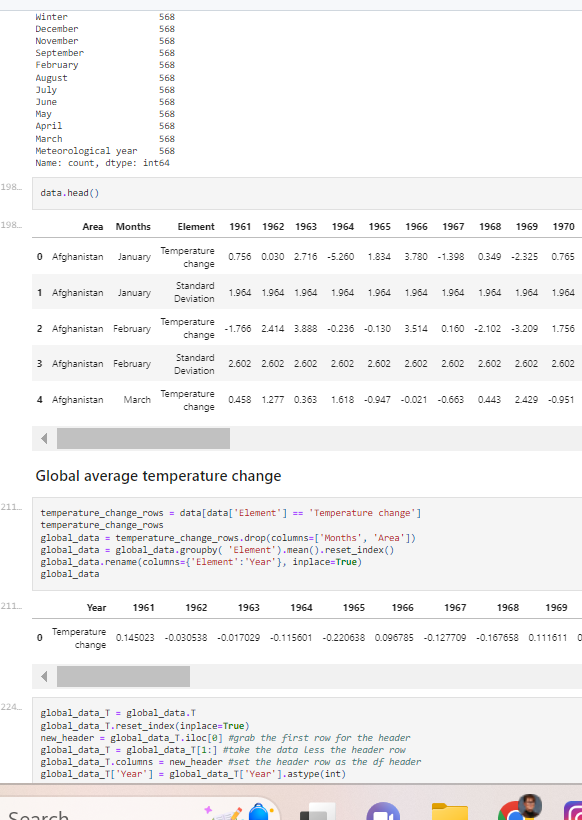 Winter 568
December 568
November 568
September 568
February 568
August 568
July 568
June 568
May 568
April 568
March 568
Meteorological year 568
Name: count, dtype: int64
198...
data.head()
198...
Area Months Element 1961 1962 1963 1964 1965 1966 1967 1968 1969 1970
0 Afghanistan January Temperature change 0.756 0.030 2.716 -5.260 1.834 3.780 -1.398 0.349 -2.325 0.765
1 Afghanistan January Standard Deviation 1.964 1.964 1.964 1.964 1.964 1.964 1.964 1.964 1.964 1.964
2 Afghanistan February Temperature change -1.766 2.414 3.888 -0.236 -0.130 3.514 0.160 -2.102 -3.209 1.756
3 Afghanistan February Standard Deviation 2.602 2.602 2.602 2.602 2.602 2.602 2.602 2.602 2.602 2.602
4 Afghanistan March Temperature change 0.458 1.277 0.363 1.618 -0.947 -0.021 -0.663 0.443 2.429 -0.951
Global average temperature change
211...
temperature_change_rows = data[data['Element'] == 'Temperature change']
temperature_change_rows
global_data = temperature_change_rows.drop(columns=['Months', 'Area'])
global_data = global_data.groupby( 'Element').mean().reset_index()
global_data.rename(columns={'Element':'Year'}, inplace=True)
global_data
211...
Year 1961 1962 1963 1964 1965 1966 1967 1968 1969
0 Temperature change 0.145023 -0.030538 -0.017029 -0.115601 -0.220638 0.096785 -0.127709 -0.167658 0.111611 0
224...
global_data_T = global_data.T
global_data_T.reset_index(inplace=True)
new_header = global_data_T.iloc[0] #grab the first row for the header
global_data_T = global_data_T[1:] #take the data less the header row
global_data_T.columns = new_header #set the header row as the df header
global_data_T['Year'] = global_data_T['Year'].astype(int)
Search